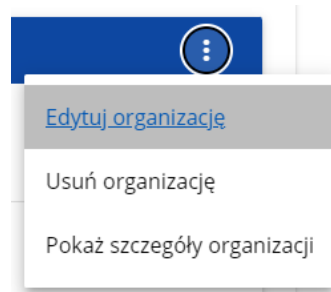 Edytuj organizację
Usuń organizację
Pokaż szczegóły organizacji